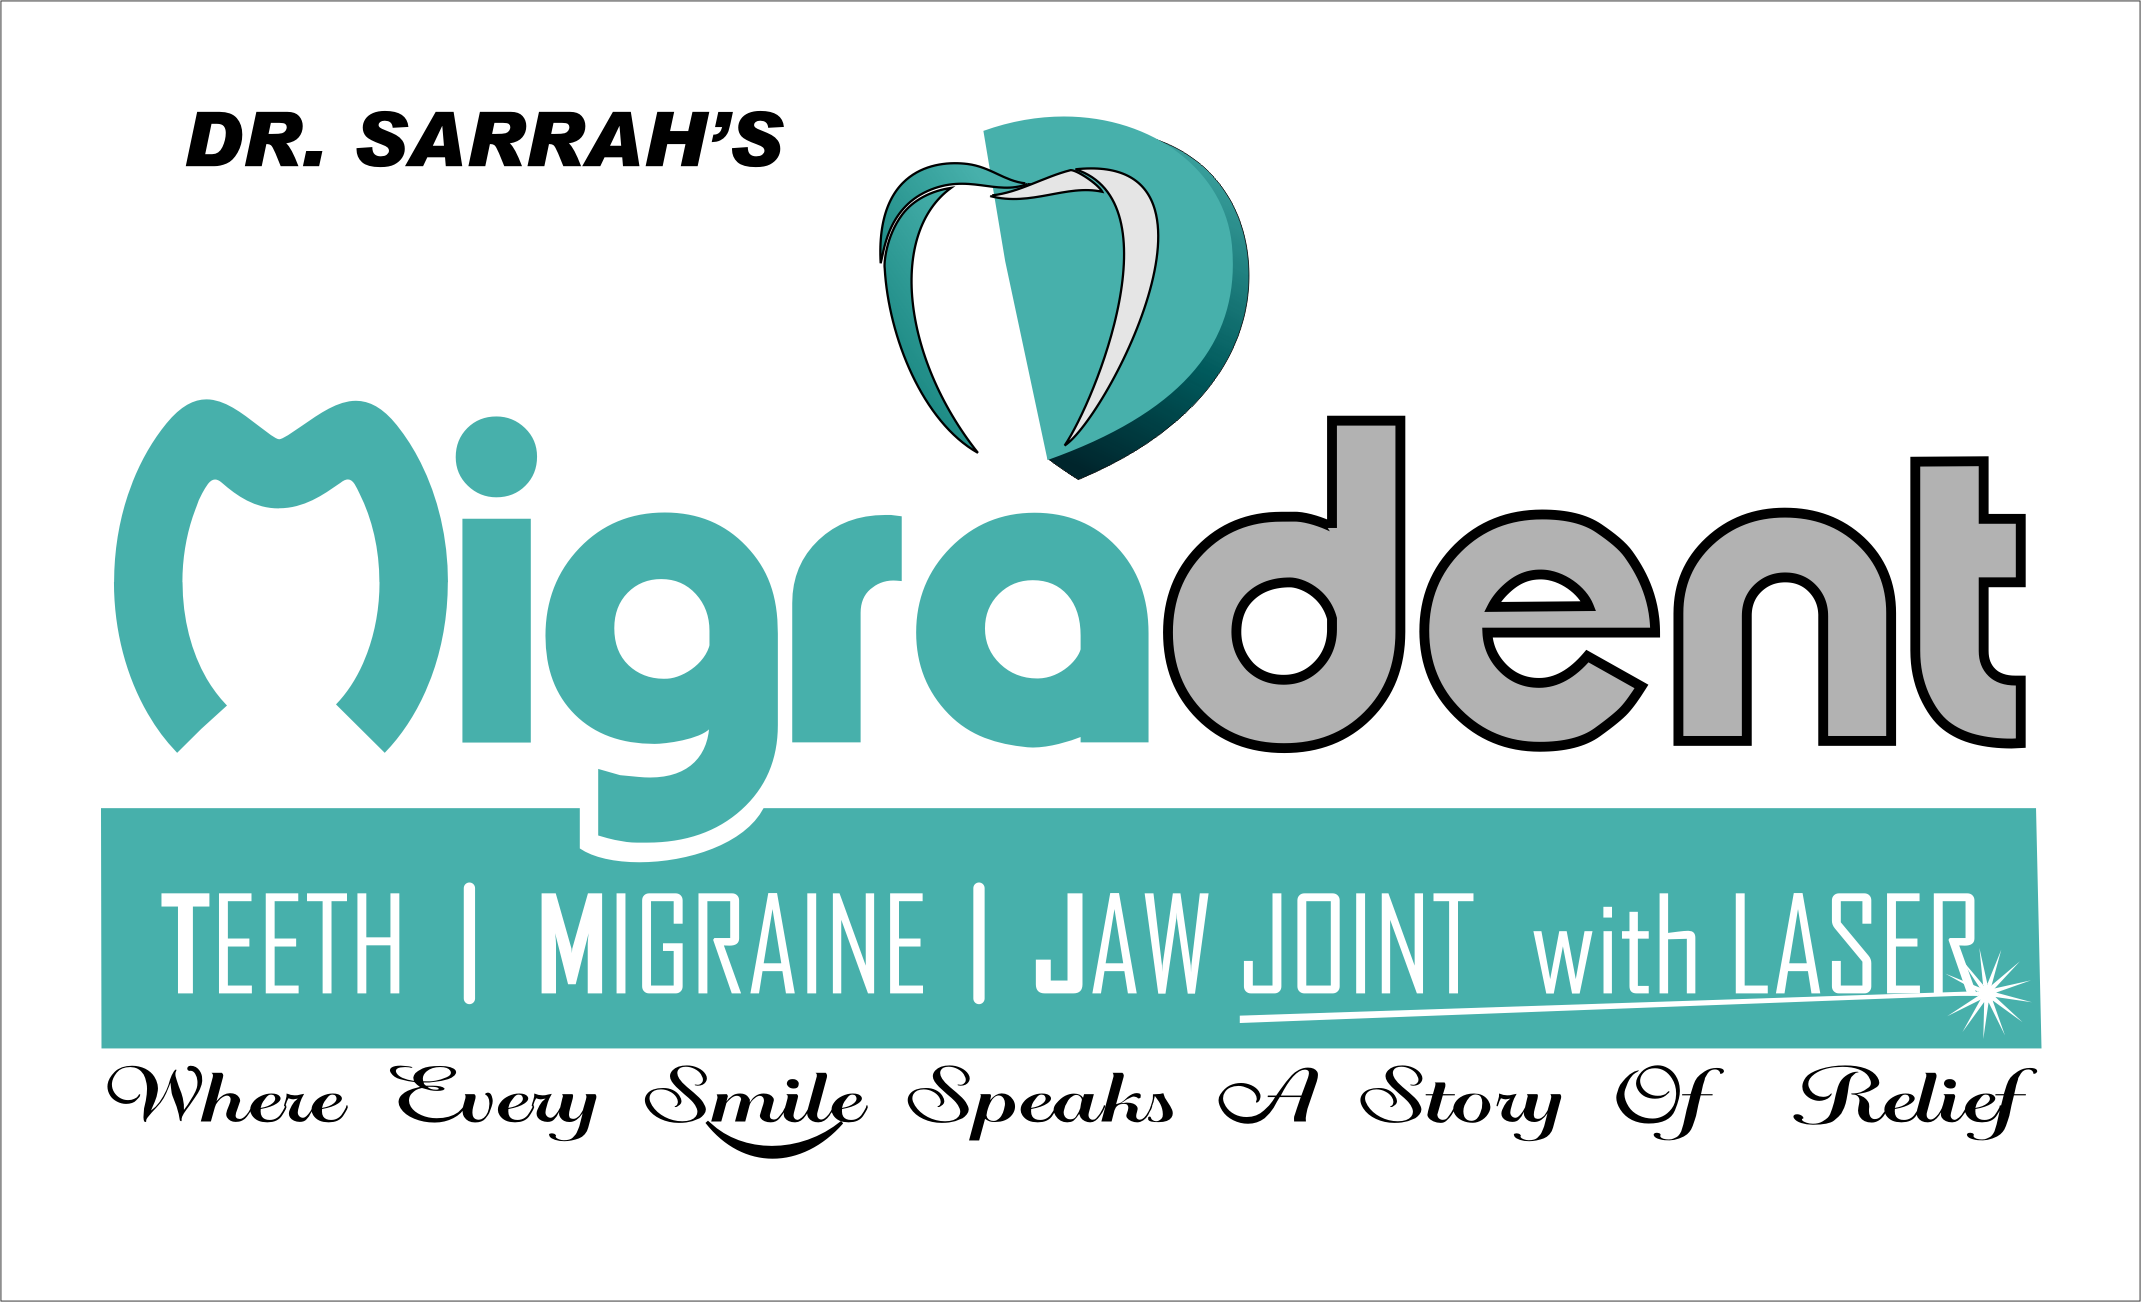 DR. SARRAH'S
Migradent
TEETH | MIGRAINE | JAW JOINT with LASER
Where Every Smile Speaks A Story Of Relief